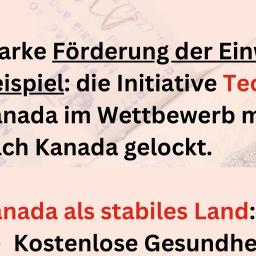 arke Förderung der Einw
eispiel: die Initiative Tec
anada im Wettbewerb m
ach Kanada gelockt.
anada als stabiles Land:
Kostenlose Gesundhe